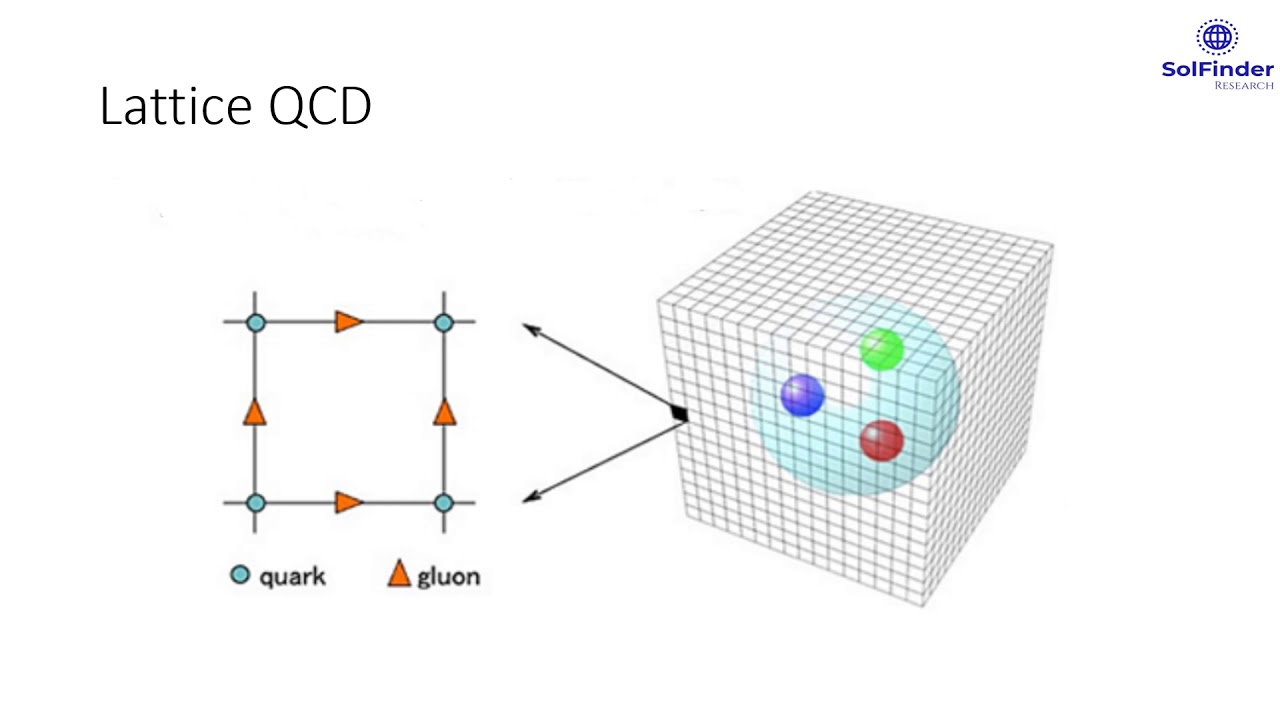 SolFinder
RESEARCH
Lattice QCD
quark
gluon